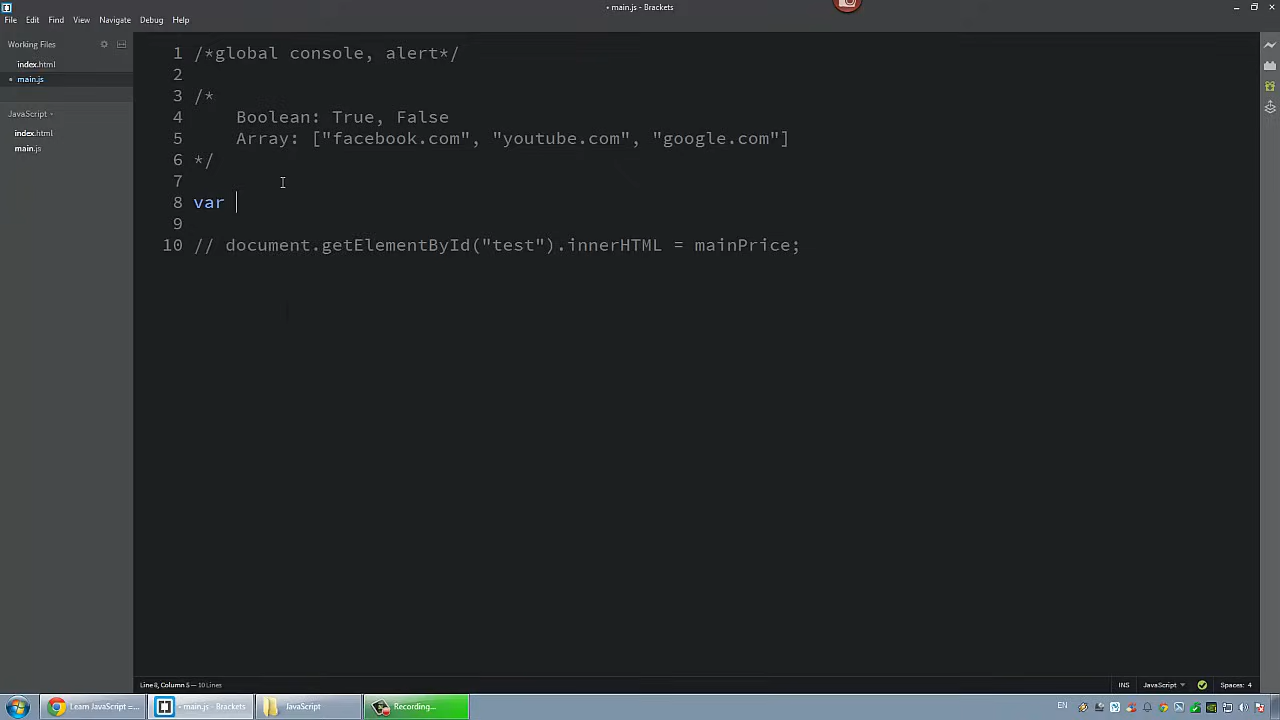 • main.js - Brackets
File Edit Find View Navigate Debug Help
Working Files
index.html
• main.js
JavaScript
index.html
main.js
1 /*global console, alert*/
2
3 /*
4 Boolean: True, False
5 Array: ["facebook.com", "youtube.com", "google.com"]
6 */
7
8 var
9
10 // document.getElementById("test").innerHTML = mainPrice;
Line 8, Column 5 — 10 Lines
INS JavaScript Spaces: 4
Learn JavaScript =... • main.js - Brackets JavaScript Recording... EN